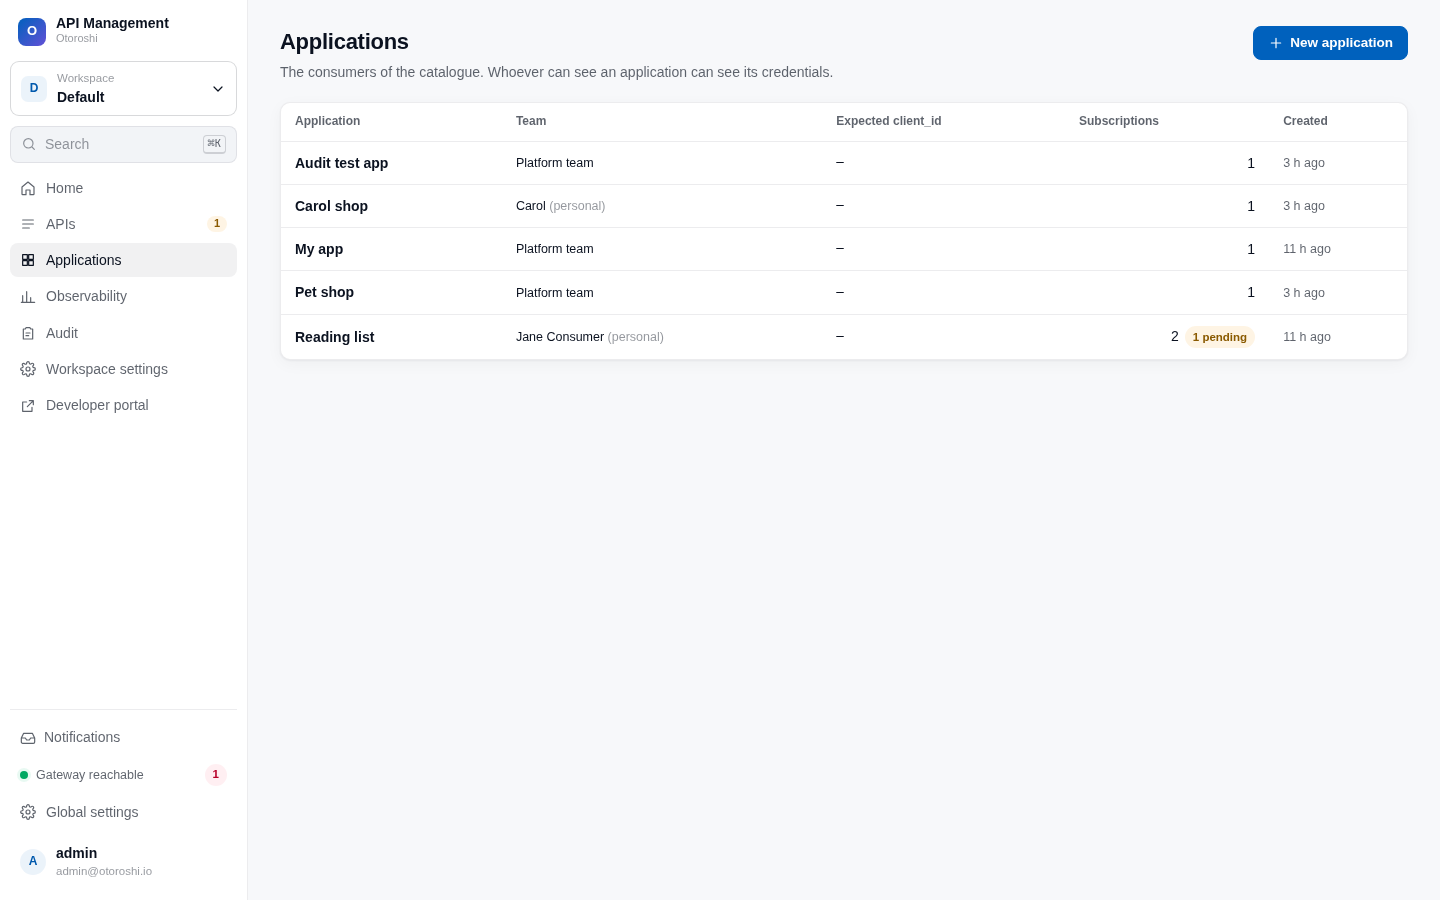 O
API Management
Otoroshi
D
Workspace
Default
Search
⌘K
Home
APIs 1
Applications
Observability
Audit
Workspace settings
Developer portal
Notifications
Gateway reachable 1
Global settings
A
admin
admin@otoroshi.io
Applications
New application
The consumers of the catalogue. Whoever can see an application can see its credentials.
Application Team Expected client_id Subscriptions Created
Audit test app Platform team – 1 3 h ago
Carol shop Carol (personal) – 1 3 h ago
My app Platform team – 1 11 h ago
Pet shop Platform team – 1 3 h ago
Reading list Jane Consumer (personal) – 2 1 pending 11 h ago